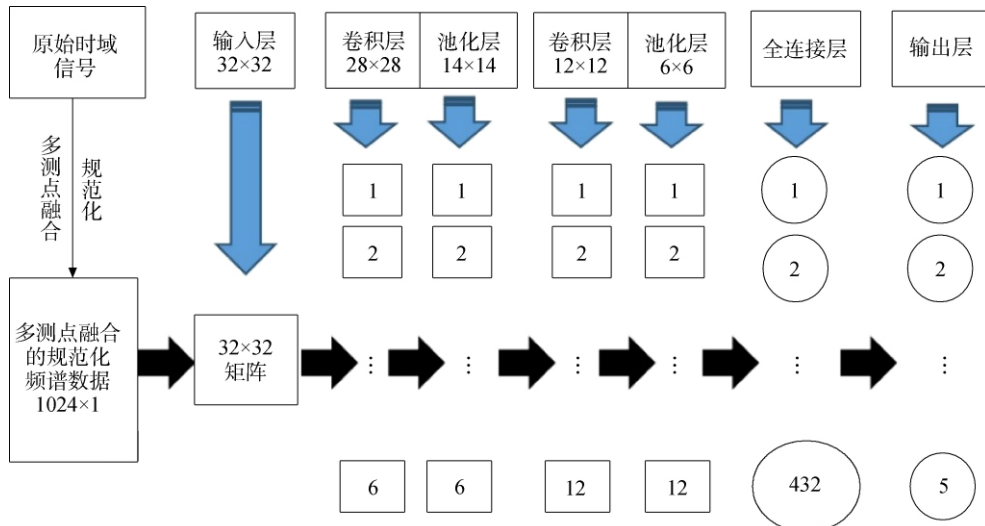 原始时域
信号
输入层
32×32
卷积层
28×28
池化层
14×14
卷积层
12×12
池化层
6×6
全连接层
输出层
多测点融合
规范化
1
1
1
1
1
1
2
2
2
2
2
2
多测点融合
的规范化
频谱数据
1024×1
32×32
矩阵
⋮
⋮
⋮
⋮
⋮
⋮
6
6
12
12
432
5